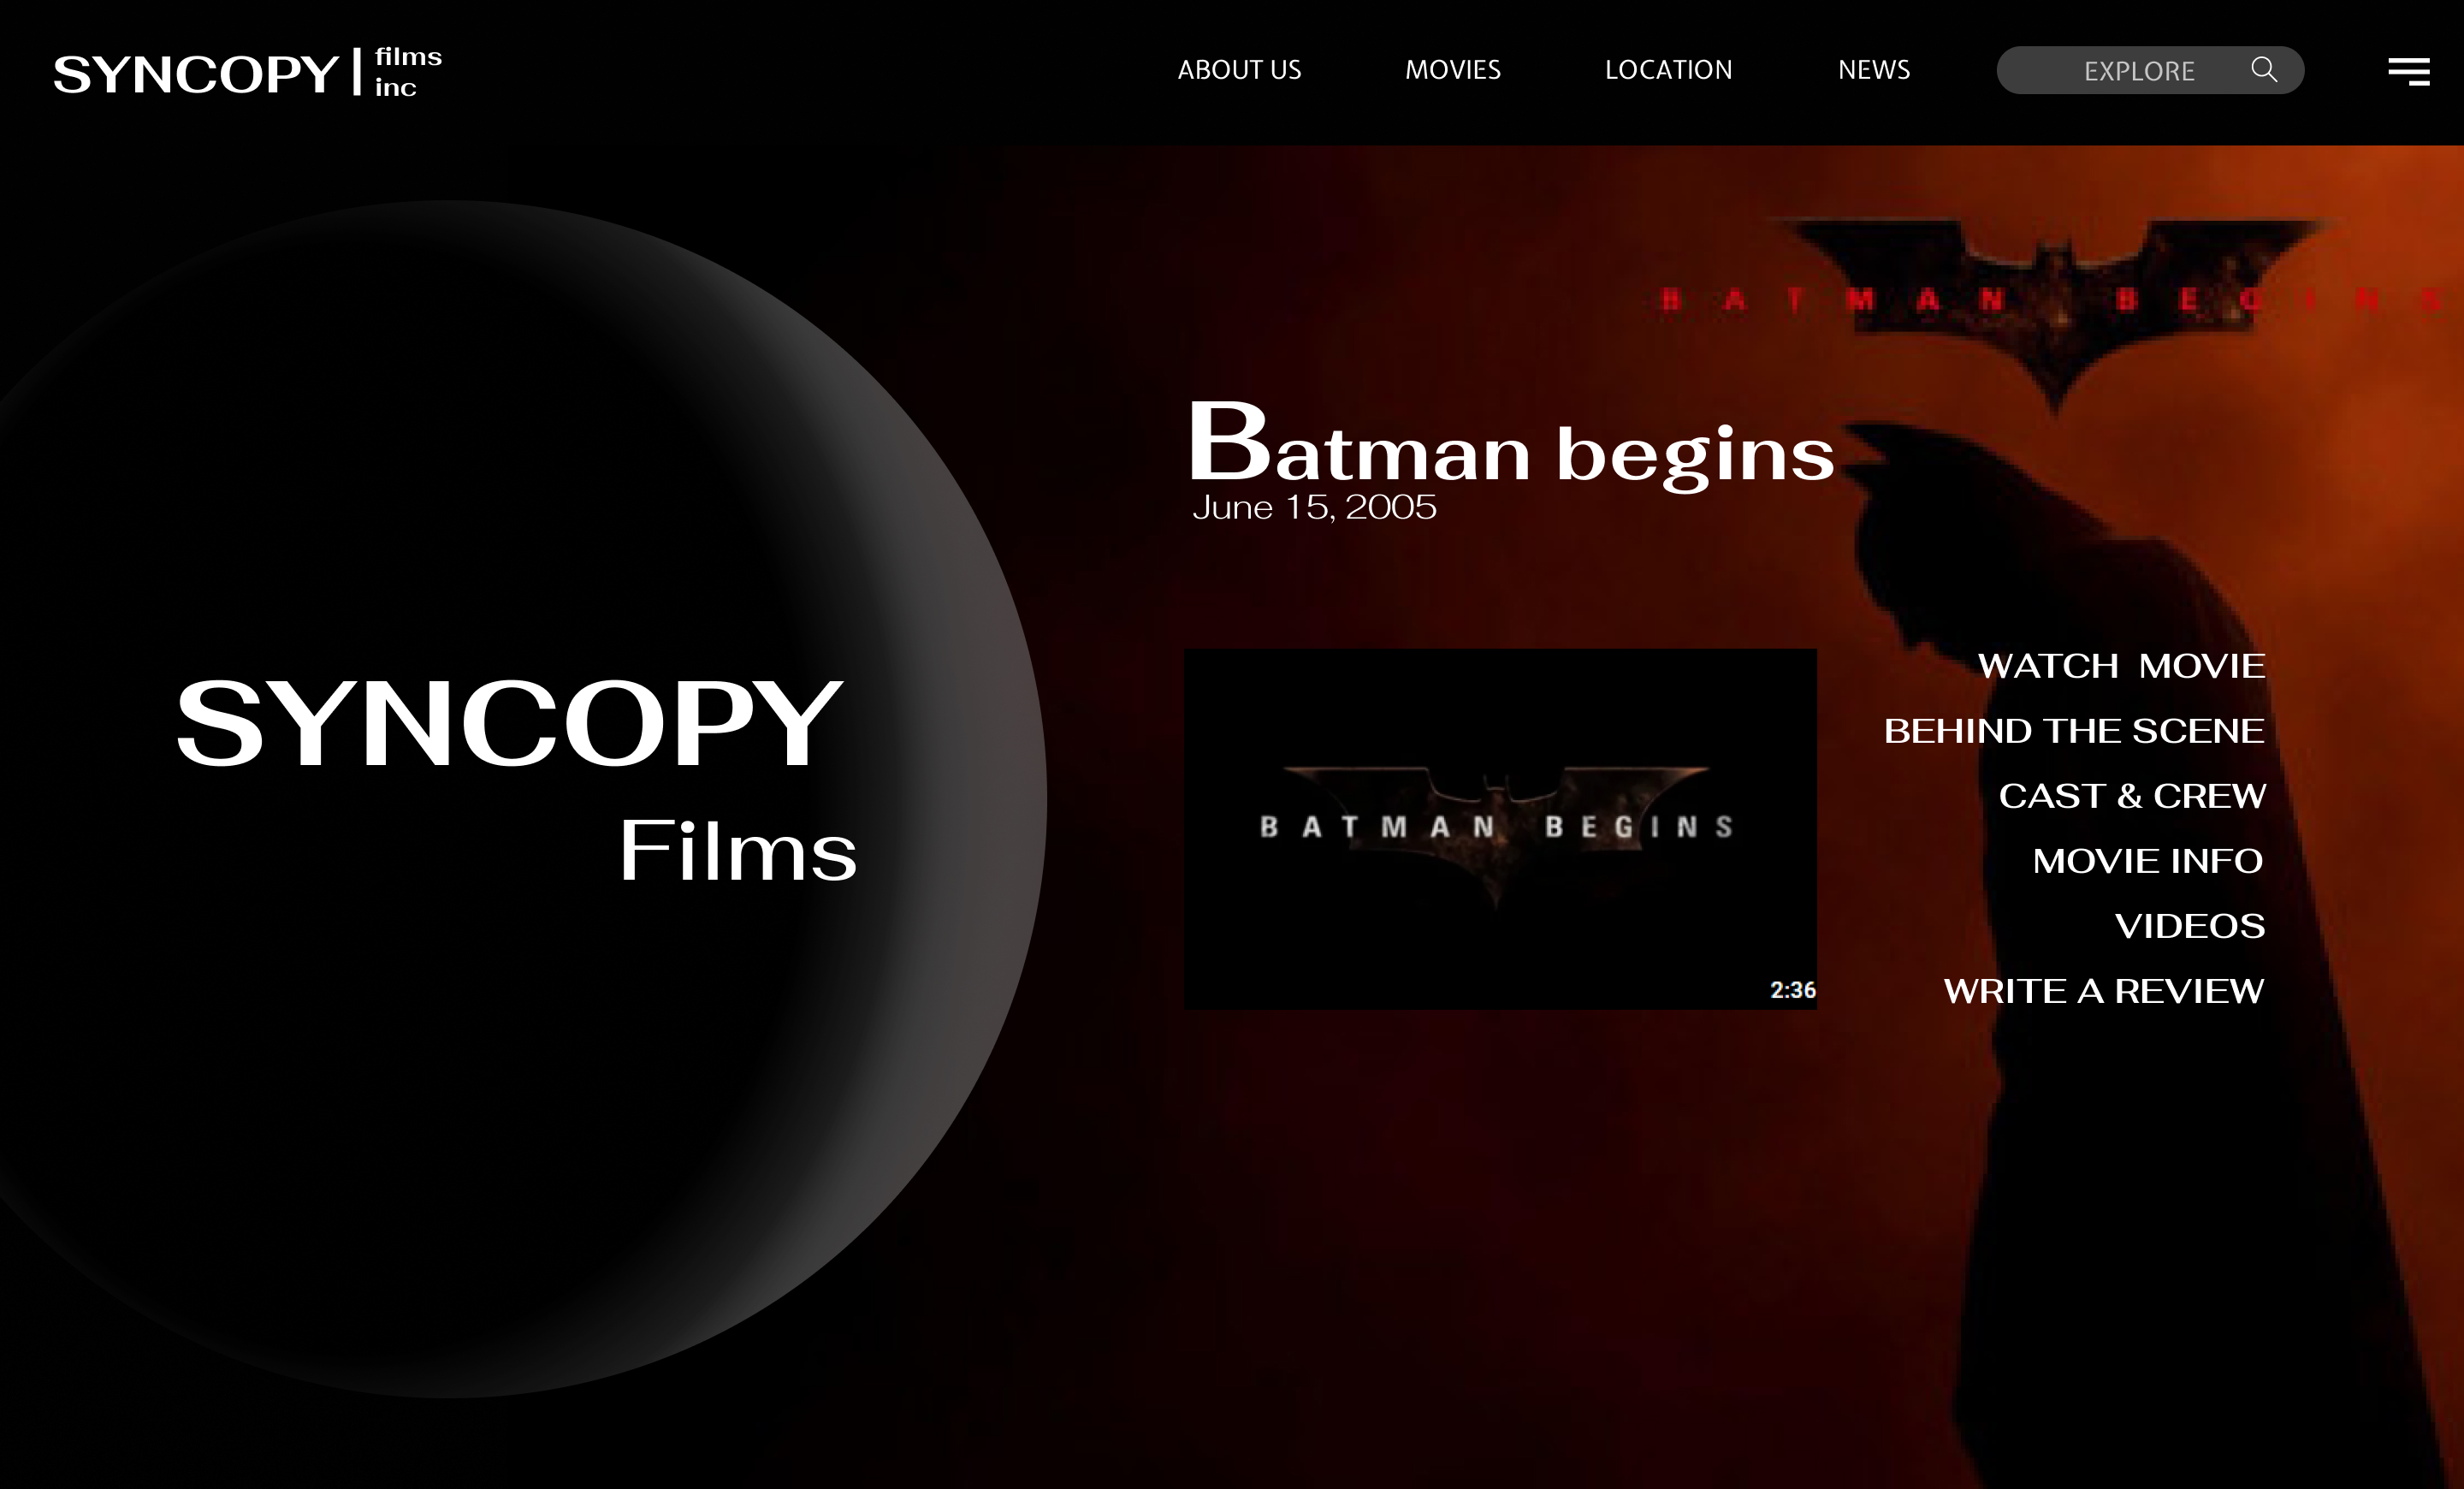 SYNCOPY
films
inc
ABOUT US
MOVIES
LOCATION
NEWS
EXPLORE
BATMAN BEGINS
Batman begins
June 15, 2005
SYNCOPY
Films
BATMAN BEGINS
2:36
WATCH MOVIE
BEHIND THE SCENE
CAST & CREW
MOVIE INFO
VIDEOS
WRITE A REVIEW